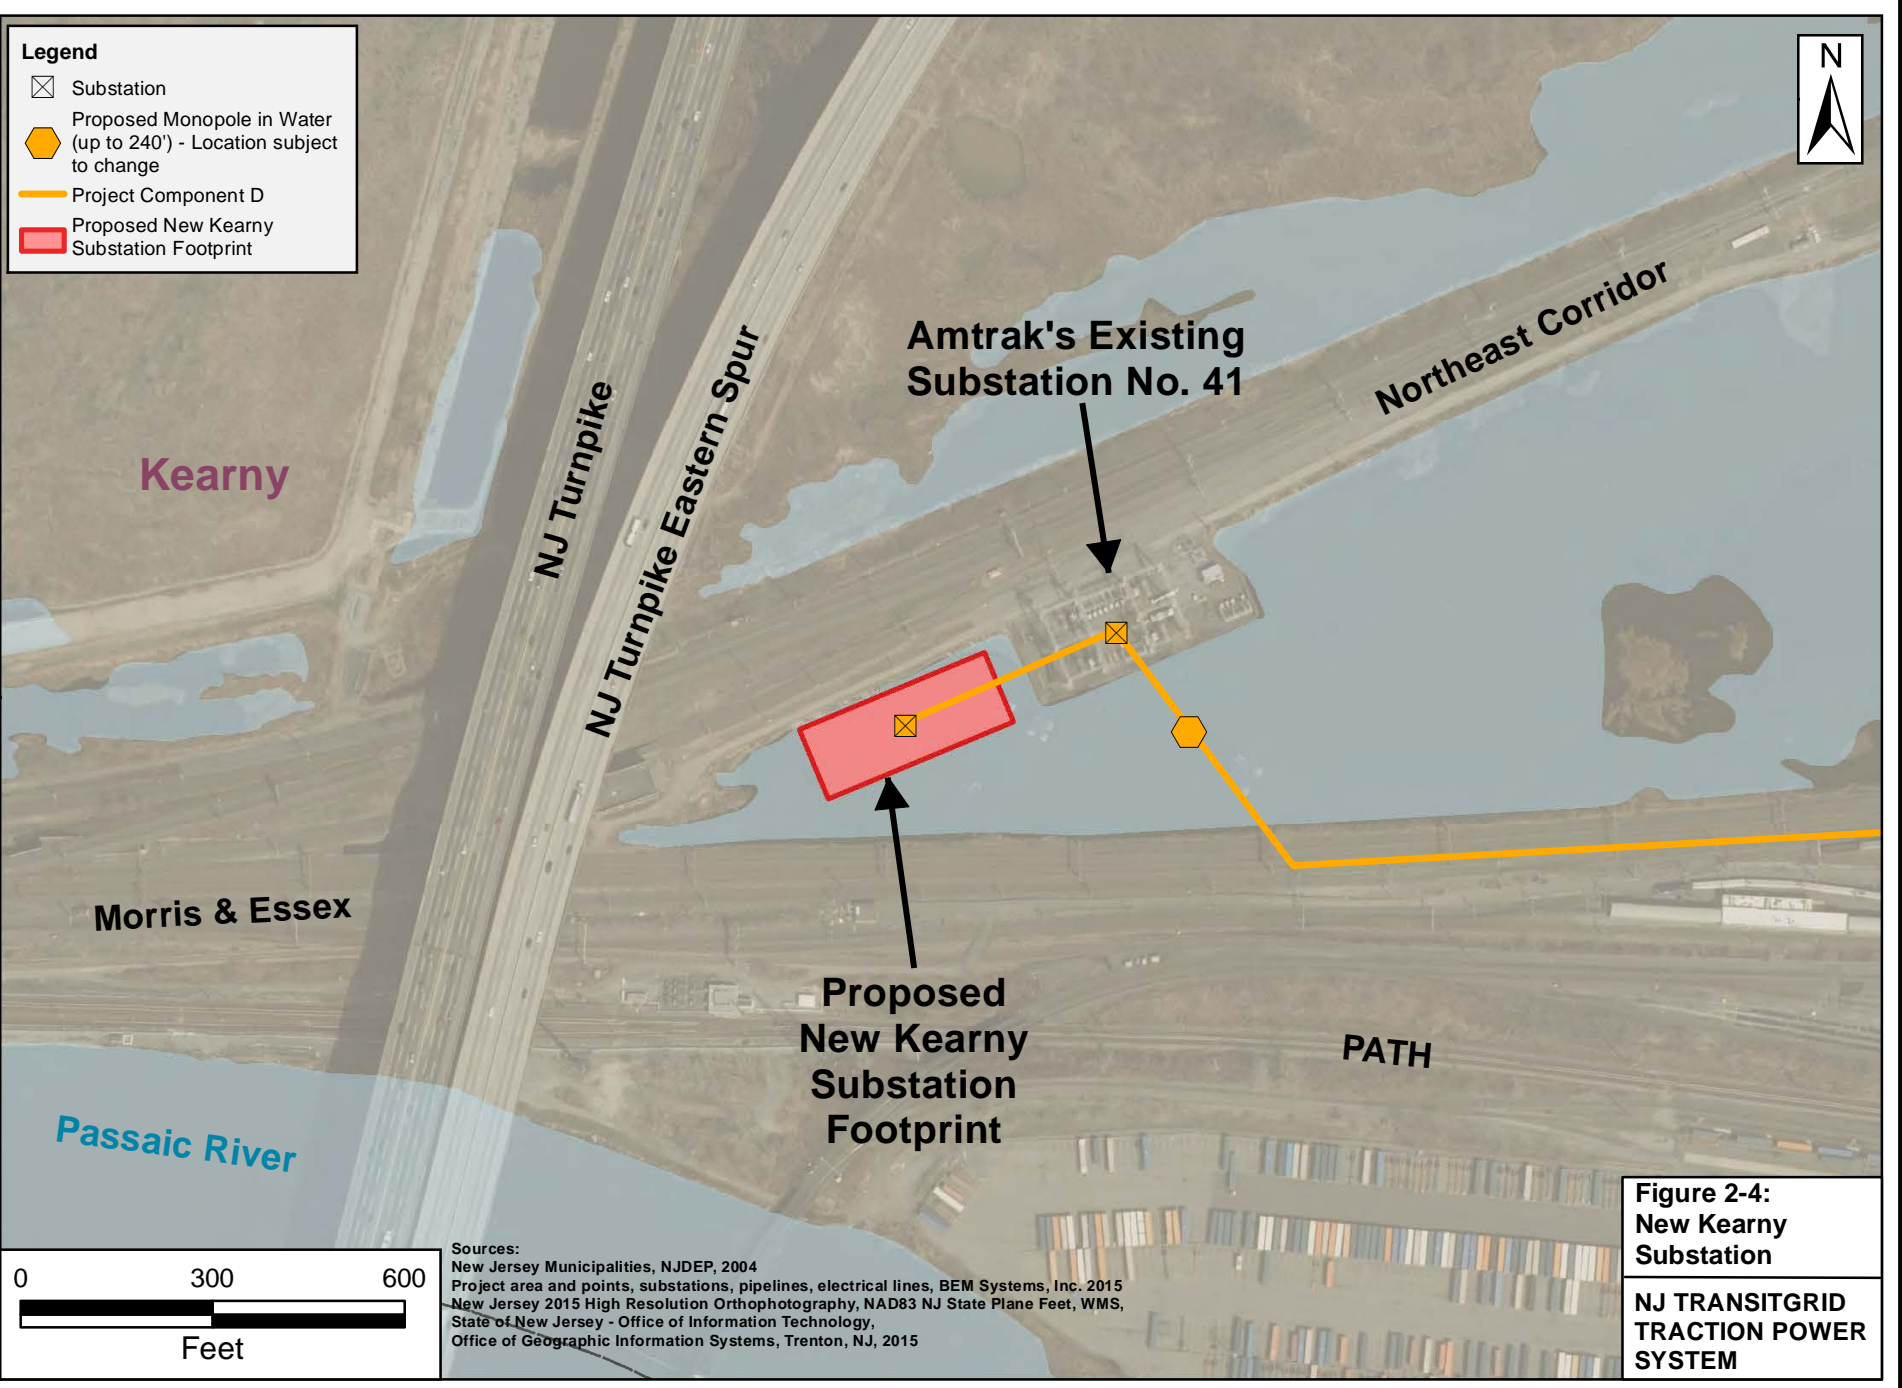 Legend
Substation
Proposed Monopole in Water
(up to 240') - Location subject
to change
Project Component D
Proposed New Kearny
Substation Footprint
N
Amtrak's Existing
Substation No. 41
Northeast Corridor
NJ Turnpike
NJ Turnpike Eastern Spur
Kearny
Morris & Essex
Proposed
New Kearny
Substation
Footprint
PATH
Passaic River
0 300 600
Feet
Sources:
New Jersey Municipalities, NJDEP, 2004
Project area and points, substations, pipelines, electrical lines, BEM Systems, Inc. 2015
New Jersey 2015 High Resolution Orthophotography, NAD83 NJ State Plane Feet, WMS,
State of New Jersey - Office of Information Technology,
Office of Geographic Information Systems, Trenton, NJ, 2015
Figure 2-4:
New Kearny
Substation
NJ TRANSITGRID
TRACTION POWER
SYSTEM